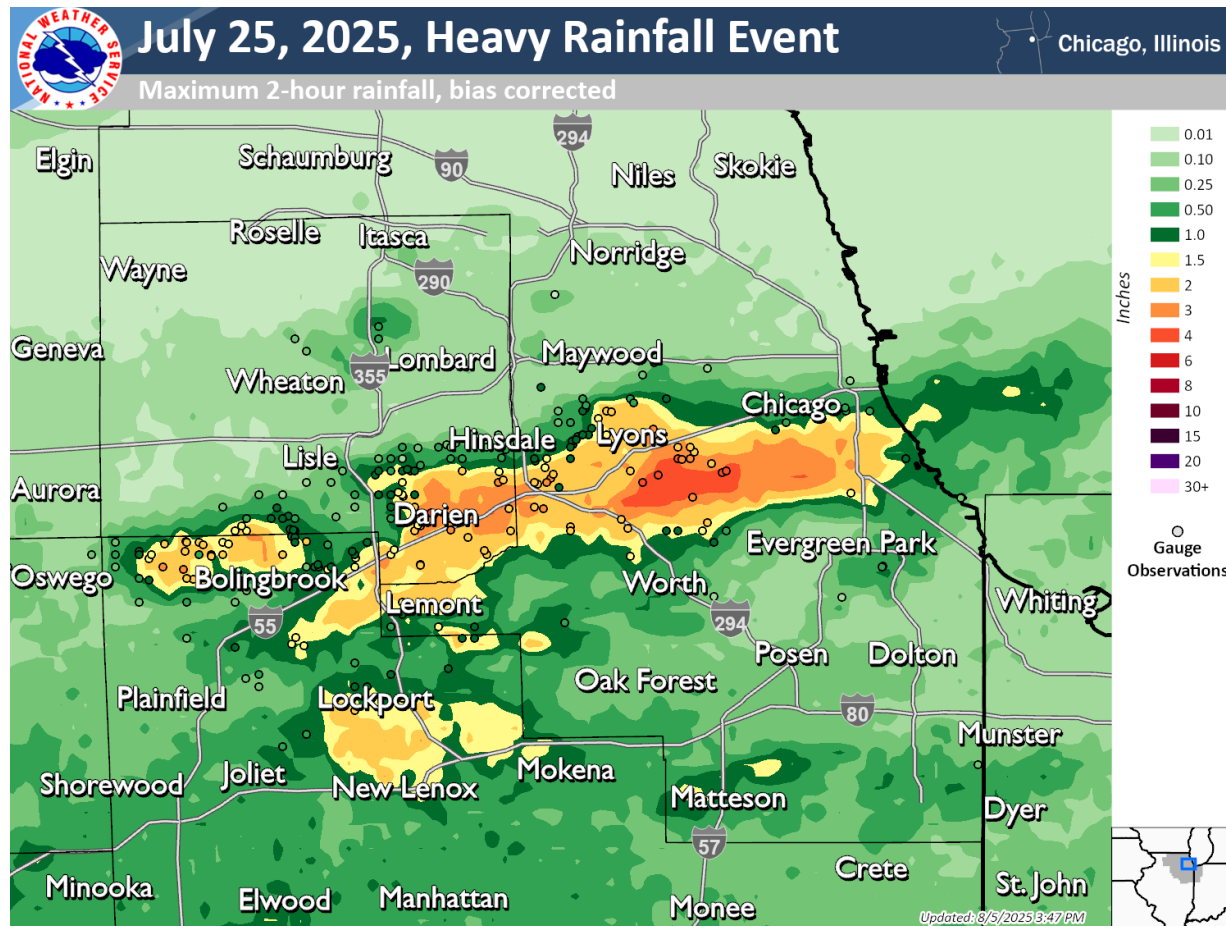 NATIONAL WEATHER SERVICE
July 25, 2025, Heavy Rainfall Event
Chicago, Illinois
Maximum 2-hour rainfall, bias corrected
Elgin
Schaumburg
90
294
Niles
Skokie
Roselle
Itasca
Norridge
Wayne
290
Geneva
Lombard
Maywood
Wheaton
355
Chicago
Hinsdale
Lyons
Lisle
Aurora
Darien
Evergreen Park
Oswego
Bolingbrook
Worth
Lemont
Whiting
55
294
Posen
Dolton
Oak Forest
Plainfield
Lockport
80
Munster
Shorewood
Joliet
New Lenox
Mokena
Matteson
Dyer
57
Crete
Minooka
Elwood
Manhattan
Monee
St. John
Updated: 8/5/2025 3:47 PM
Inches
0.01
0.10
0.25
0.50
1.0
1.5
2
3
4
6
8
10
15
20
30+
Gauge
Observations